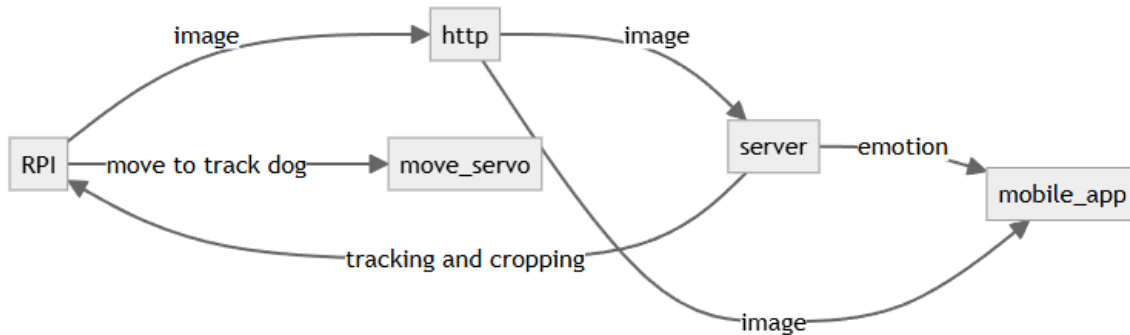 image
http
image
RPI
move to track dog
move_servo
server
emotion
mobile_app
tracking and cropping
image